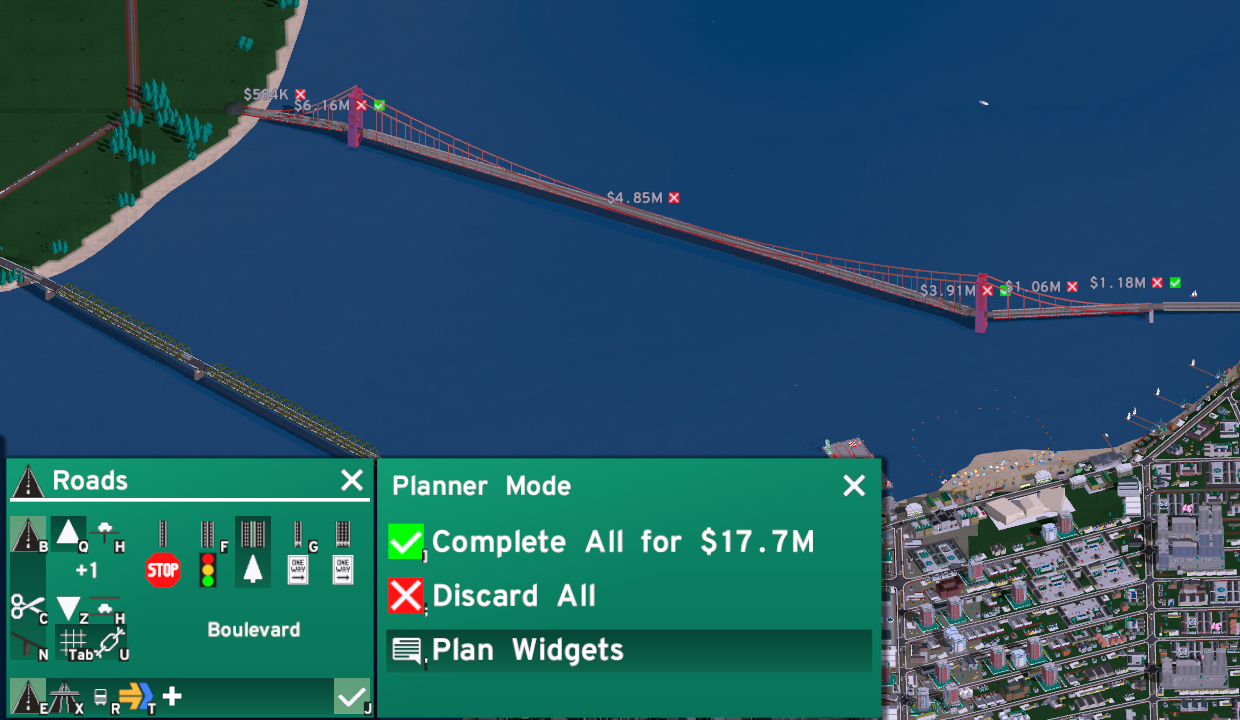 $584K
$6.16M
$4.85M
$3.91M
$1.06M
$1.18M
Roads
B
Q
H
F
G
+1
STOP
ONE WAY
ONE WAY
C
Z
H
Boulevard
N
Tab
U
E
X
R
T
+
J
Planner Mode
Complete All for $17.7M
; Discard All
, Plan Widgets